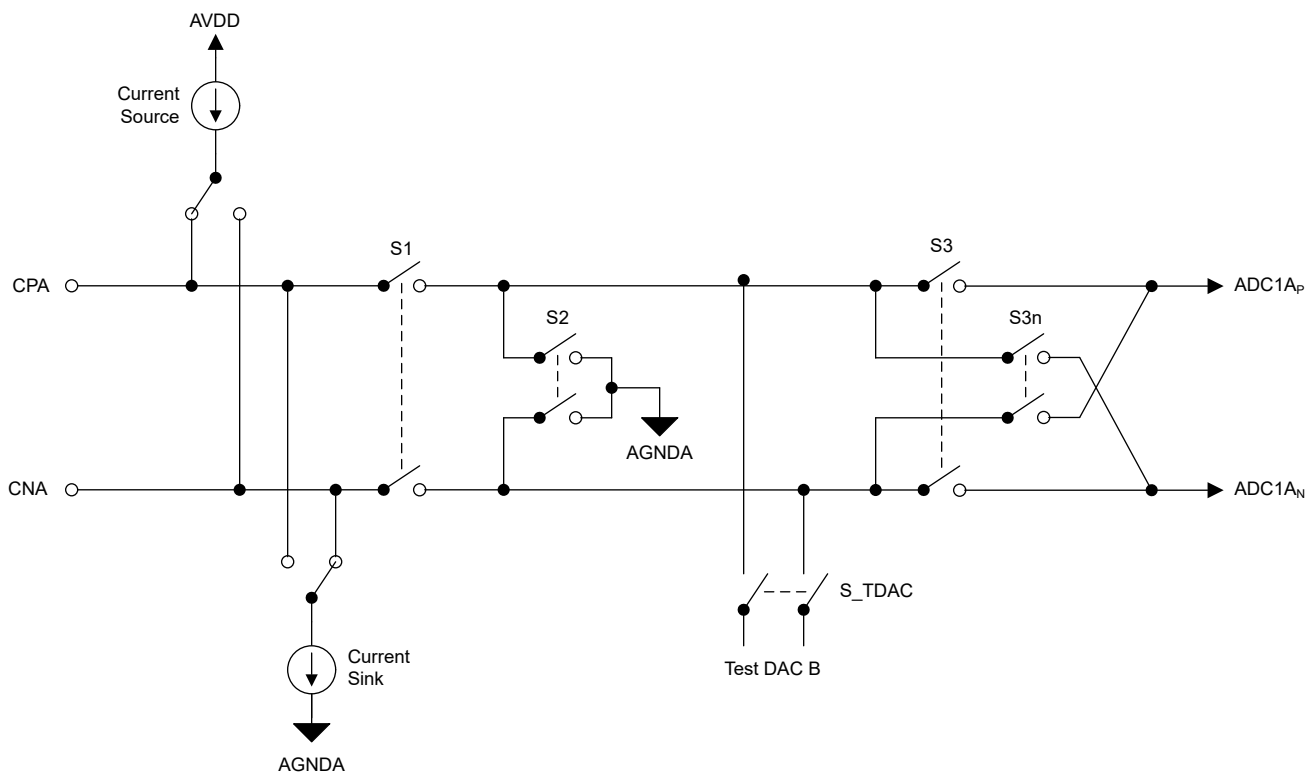 AVDD
Current
Source
S1
S3
CPA
ADC1AP
S2
S3n
AGNDA
CNA
ADC1AN
S_TDAC
Current
Sink
Test DAC B
AGNDA